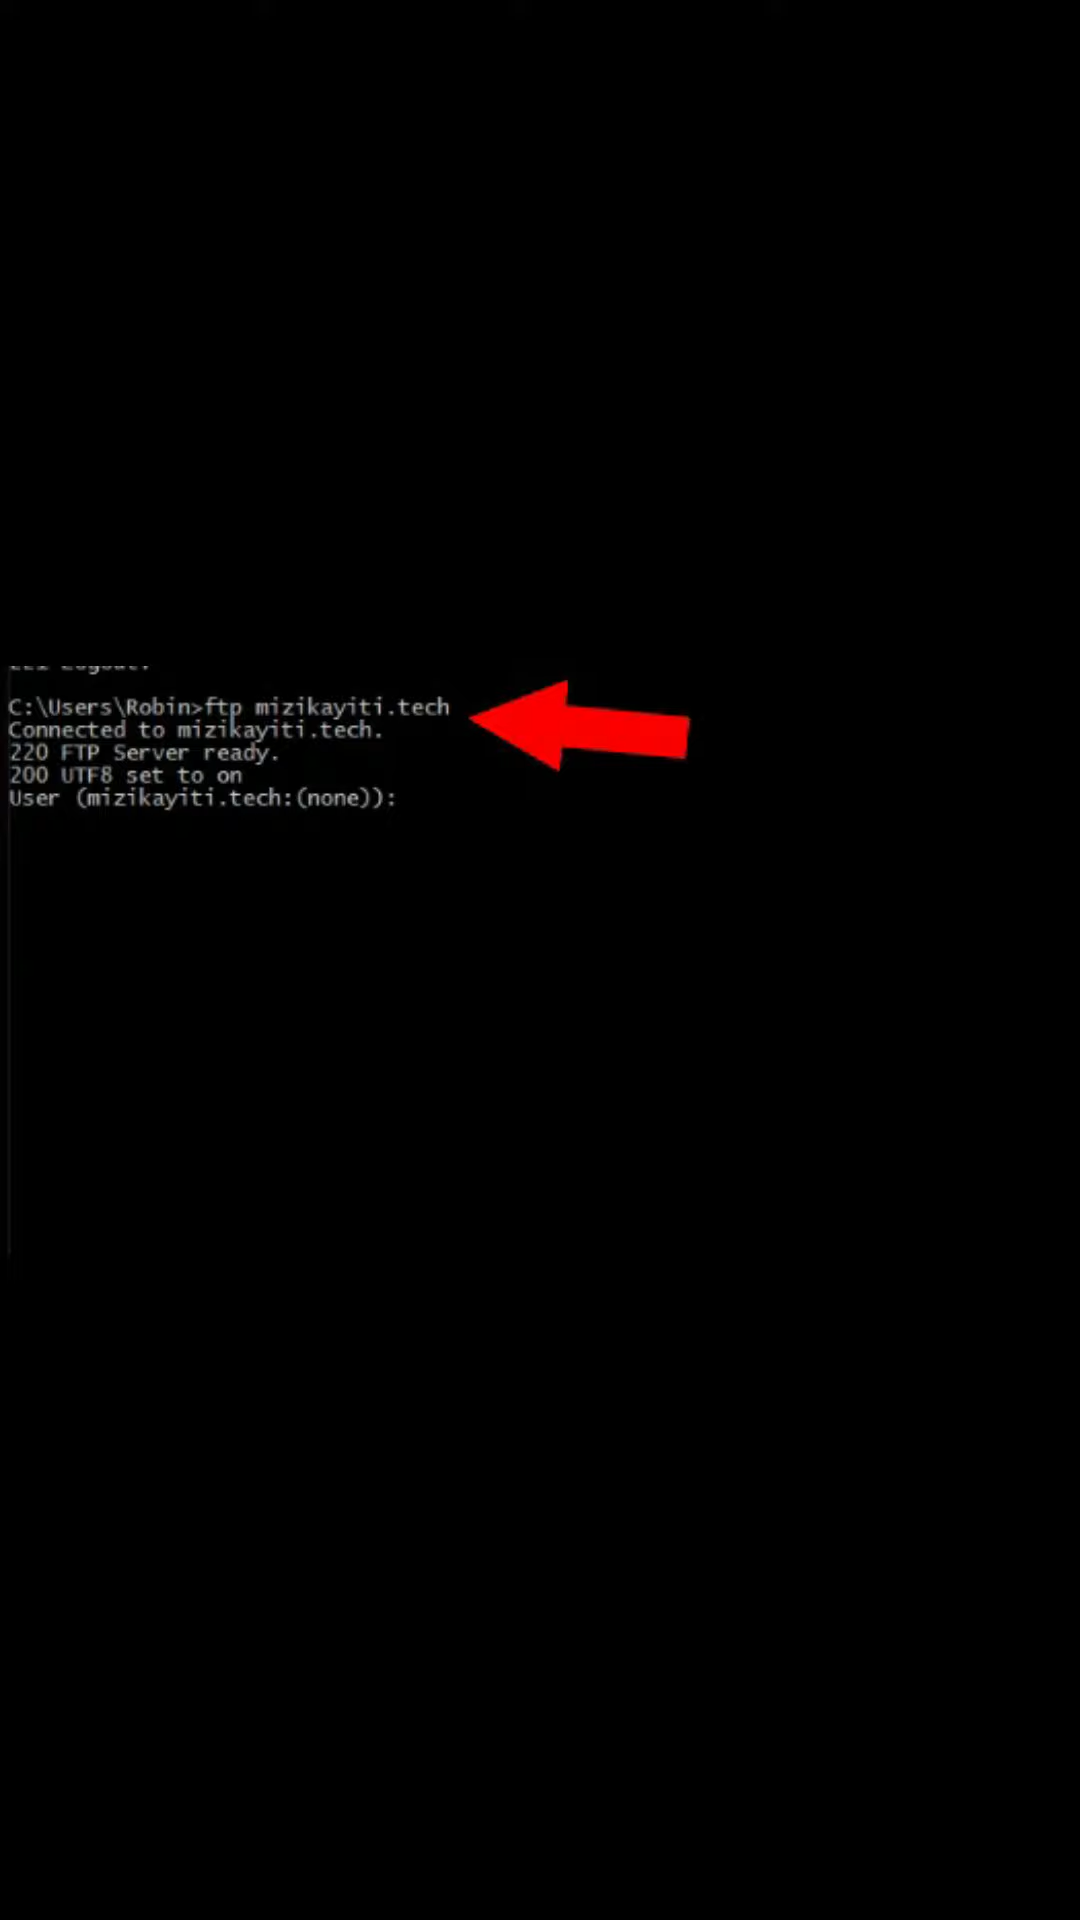 C:\Users\Robin>ftp mizikayiti.tech
Connected to mizikayiti.tech.
220 FTP Server ready.
200 UTF8 set to on
User (mizikayiti.tech:(none)):